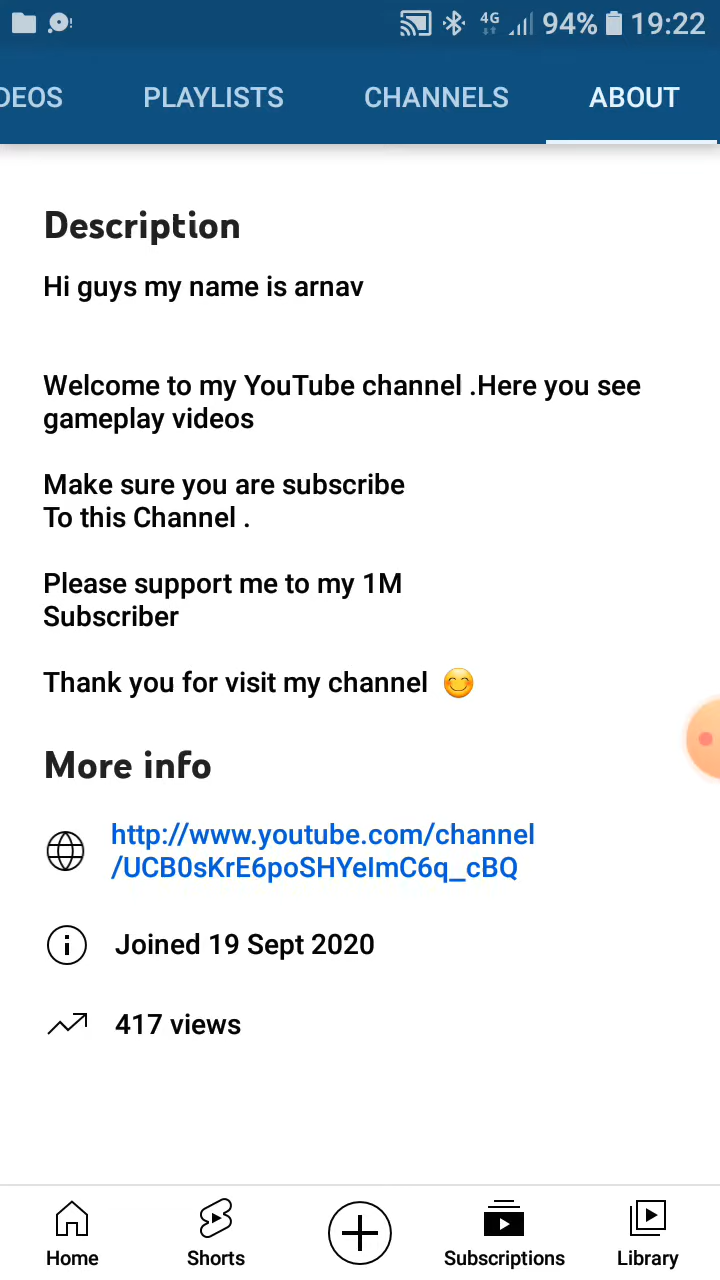 4G 94% 19:22
DEOS PLAYLISTS CHANNELS ABOUT
Description
Hi guys my name is arnav
Welcome to my YouTube channel .Here you see
gameplay videos
Make sure you are subscribe
To this Channel .
Please support me to my 1M
Subscriber
Thank you for visit my channel 😊
More info
http://www.youtube.com/channel
/UCB0sKrE6poSHYeImC6q_cBQ
Joined 19 Sept 2020
417 views
Home Shorts Subscriptions Library